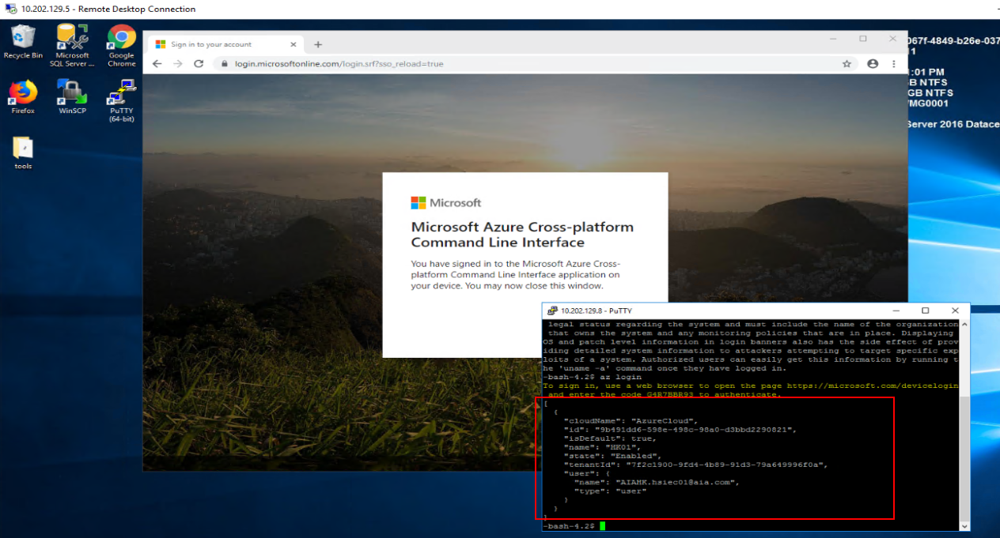 10.202.129.5 - Remote Desktop Connection
Recycle Bin
Microsoft
SQL Server ...
Google
Chrome
Firefox
WinSCP
PuTTY
(64-bit)
tools
Sign in to your account
login.microsoftonline.com/login.srf?sso_reload=true
067f-4849-b26e-037
11
1:01 PM
GB NTFS
GB NTFS
VMG0001
Server 2016 Datace
Microsoft
Microsoft Azure Cross-platform
Command Line Interface
You have signed in to the Microsoft Azure Cross-
platform Command Line Interface application on
your device. You may now close this window.
10.202.129.8 - PuTTY
legal status regarding the system and must include the name of the organization
that owns the system and any monitoring policies that are in place. Displaying
OS and patch level information in login banners also has the side effect of prov
iding detailed system information to attackers attempting to target specific exp
loits of a system. Authorized users can easily get this information by running t
he 'uname -a' command once they have logged in.
-bash-4.2$ az login
To sign in, use a web browser to open the page https://microsoft.com/devicelogin
and enter the code G4R7BBR93 to authenticate.
[
{
"cloudName": "AzureCloud",
"id": "9b491dd6-598e-498c-98a0-d3bbd2290821",
"isDefault": true,
"name": "HK01",
"state": "Enabled",
"tenantId": "7f2c1900-9fd4-4b89-91d3-79a649996f0a",
"user": {
"name": "AIAHK.hsiec01@aia.com",
"type": "user"
}
}
]
-bash-4.2$